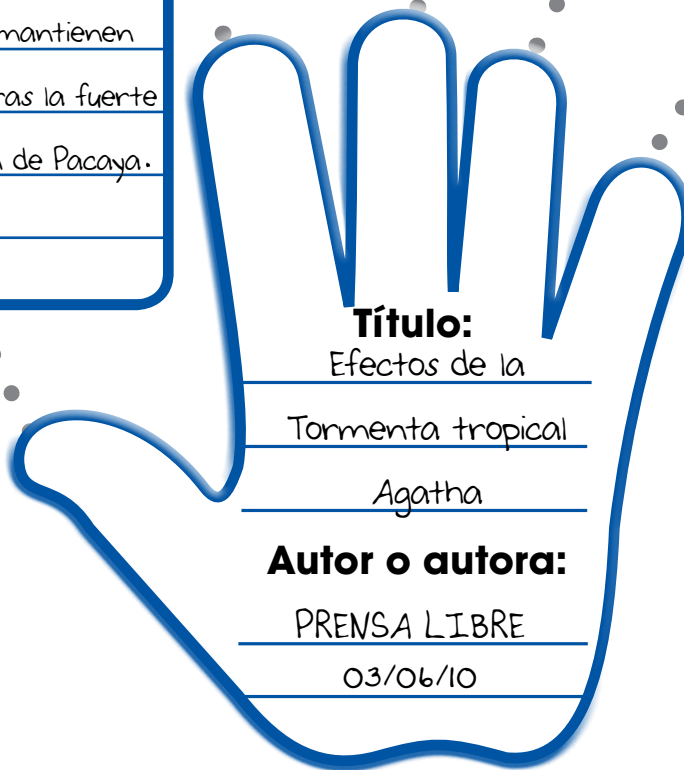 mantienen
ras la fuerte
de Pacaya.
Título:
Efectos de la
Tormenta tropical
Agatha
Autor o autora:
PRENSA LIBRE
03/06/10